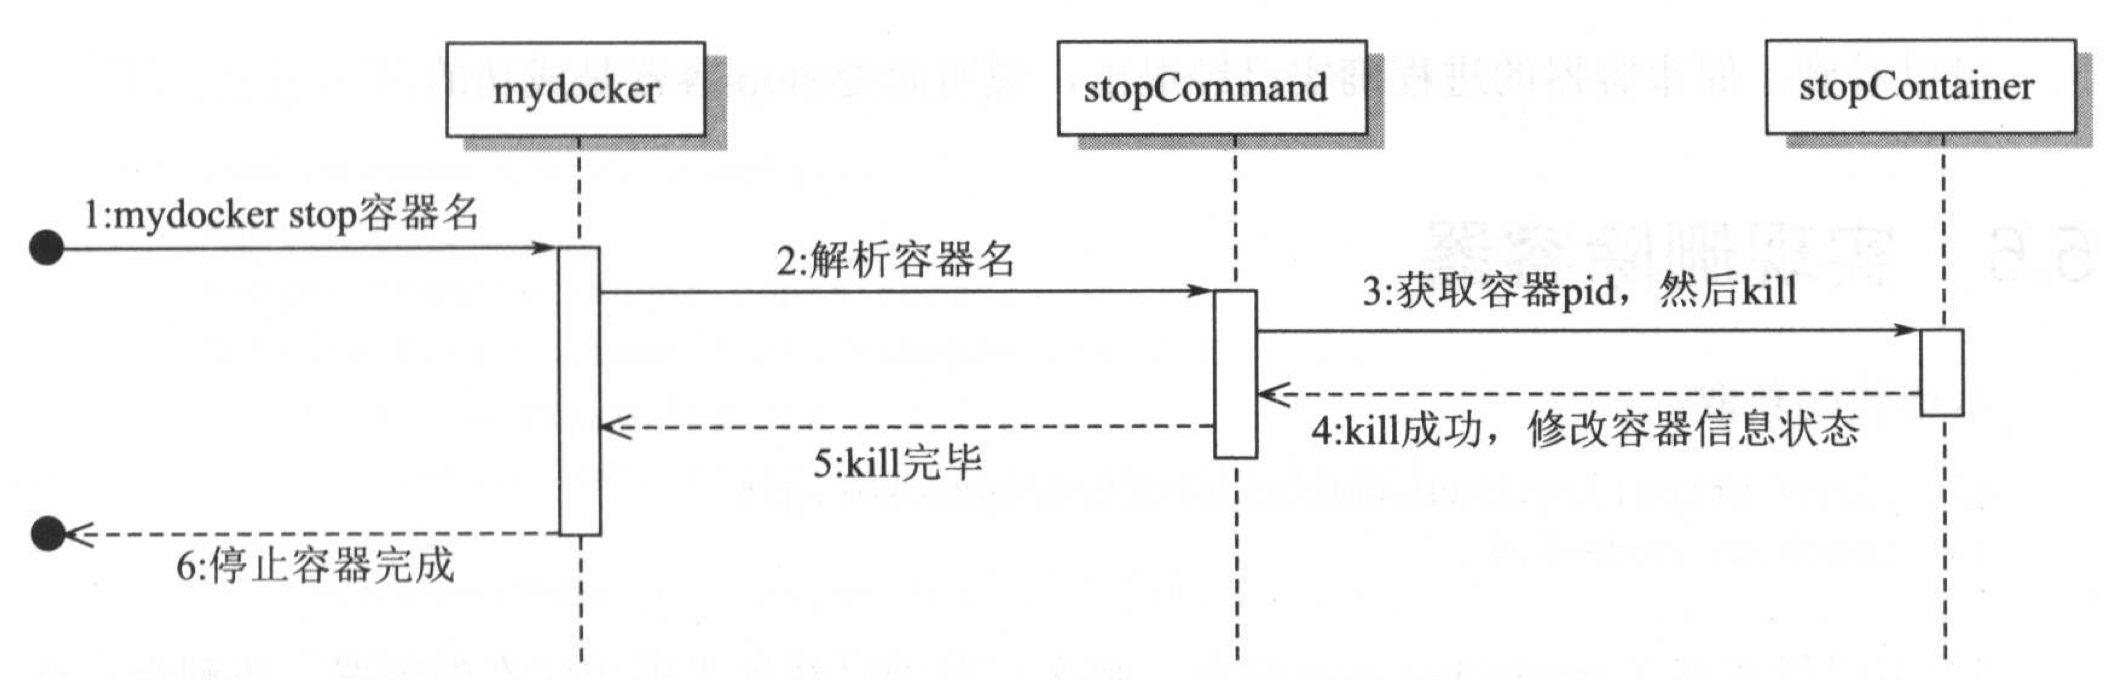 mydocker
stopCommand
stopContainer
1:mydocker stop容器名
2:解析容器名
3:获取容器pid，然后kill
4:kill成功，修改容器信息状态
5:kill完毕
6:停止容器完成